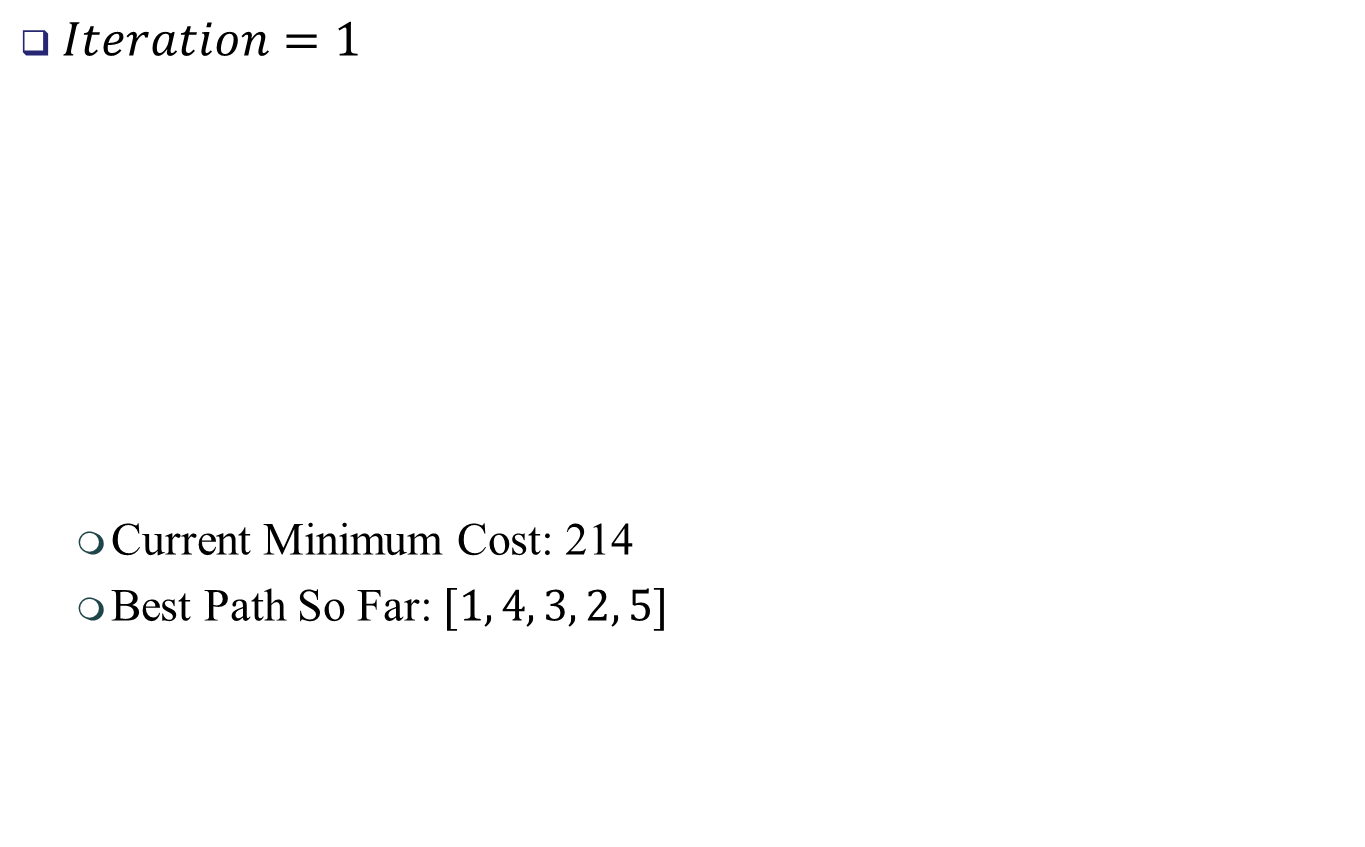 ❑ Iteration = 1
❍ Current Minimum Cost: 214
❍ Best Path So Far: [1, 4, 3, 2, 5]